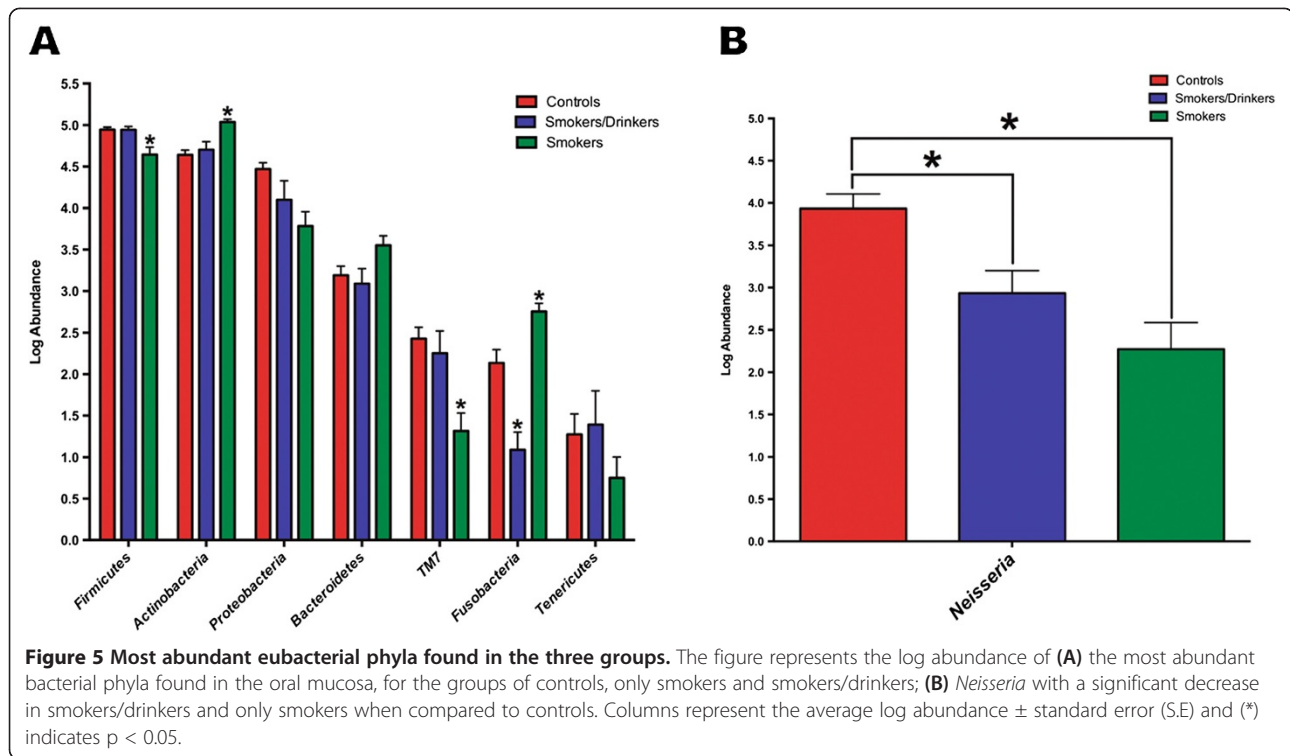 A
Controls
Smokers/Drinkers
Smokers
Log Abundance
5.5
5.0
4.5
4.0
3.5
3.0
2.5
2.0
1.5
1.0
0.5
0.0
*
*
*
*
*
Firmicutes
Actinobacteria
Proteobacteria
Bacteroidetes
TM7
Fusobacteria
Tenericutes
B
Controls
Smokers/Drinkers
Smokers
Log Abundance
5.0
4.5
4.0
3.5
3.0
2.5
2.0
1.5
1.0
0.5
0.0
*
*
Neisseria
Figure 5 Most abundant eubacterial phyla found in the three groups. The figure represents the log abundance of (A) the most abundant
bacterial phyla found in the oral mucosa, for the groups of controls, only smokers and smokers/drinkers; (B) Neisseria with a significant decrease
in smokers/drinkers and only smokers when compared to controls. Columns represent the average log abundance ± standard error (S.E) and (*)
indicates p < 0.05.